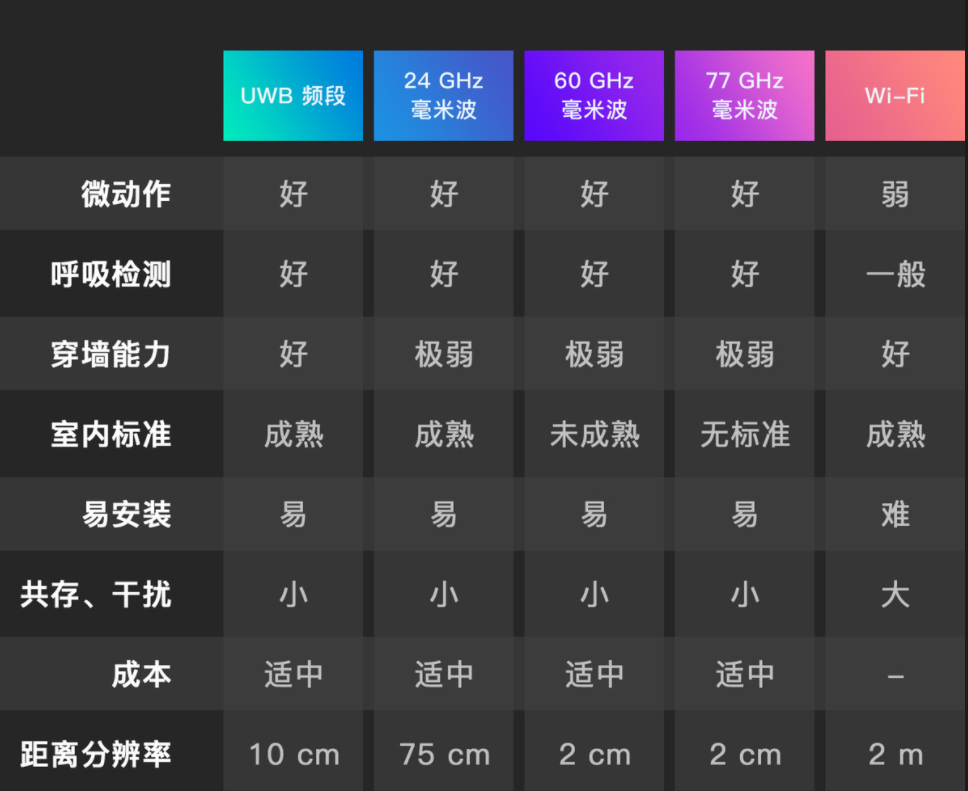 UWB 频段 24 GHz 毫米波 60 GHz 毫米波 77 GHz 毫米波 Wi-Fi
微动作 好 好 好 好 弱
呼吸检测 好 好 好 好 一般
穿墙能力 好 极弱 极弱 极弱 好
室内标准 成熟 成熟 未成熟 无标准 成熟
易安装 易 易 易 易 难
共存、干扰 小 小 小 小 大
成本 适中 适中 适中 适中 –
距离分辨率 10 cm 75 cm 2 cm 2 cm 2 m